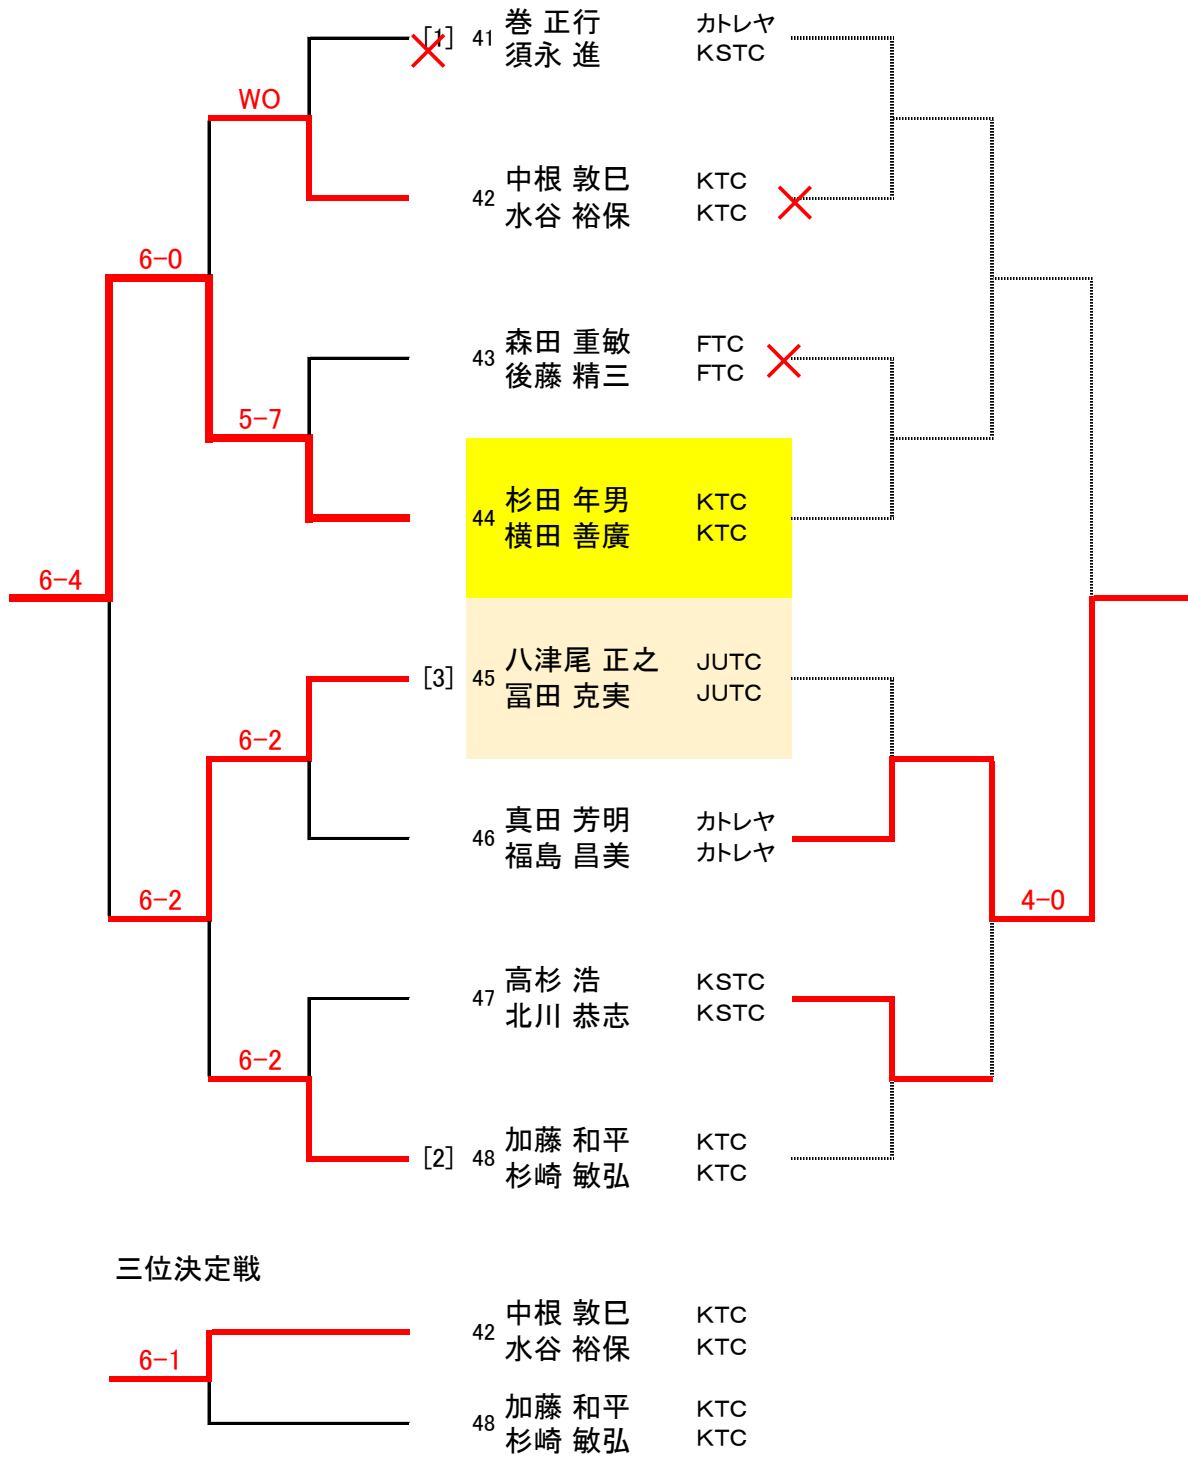 [1] 41 巻 正行 カトレヤ
須永 進 KSTC
WO
42 中根 敦巳 KTC
水谷 裕保 KTC
6-0
43 森田 重敏 FTC
後藤 精三 FTC
5-7
44 杉田 年男 KTC
横田 善廣 KTC
6-4
[3] 45 八津尾 正之 JUTC
冨田 克実 JUTC
6-2
46 真田 芳明 カトレヤ
福島 昌美 カトレヤ
6-2 4-0
47 高杉 浩 KSTC
北川 恭志 KSTC
6-2
[2] 48 加藤 和平 KTC
杉崎 敏弘 KTC
三位決定戦
42 中根 敦巳 KTC
水谷 裕保 KTC
6-1
48 加藤 和平 KTC
杉崎 敏弘 KTC